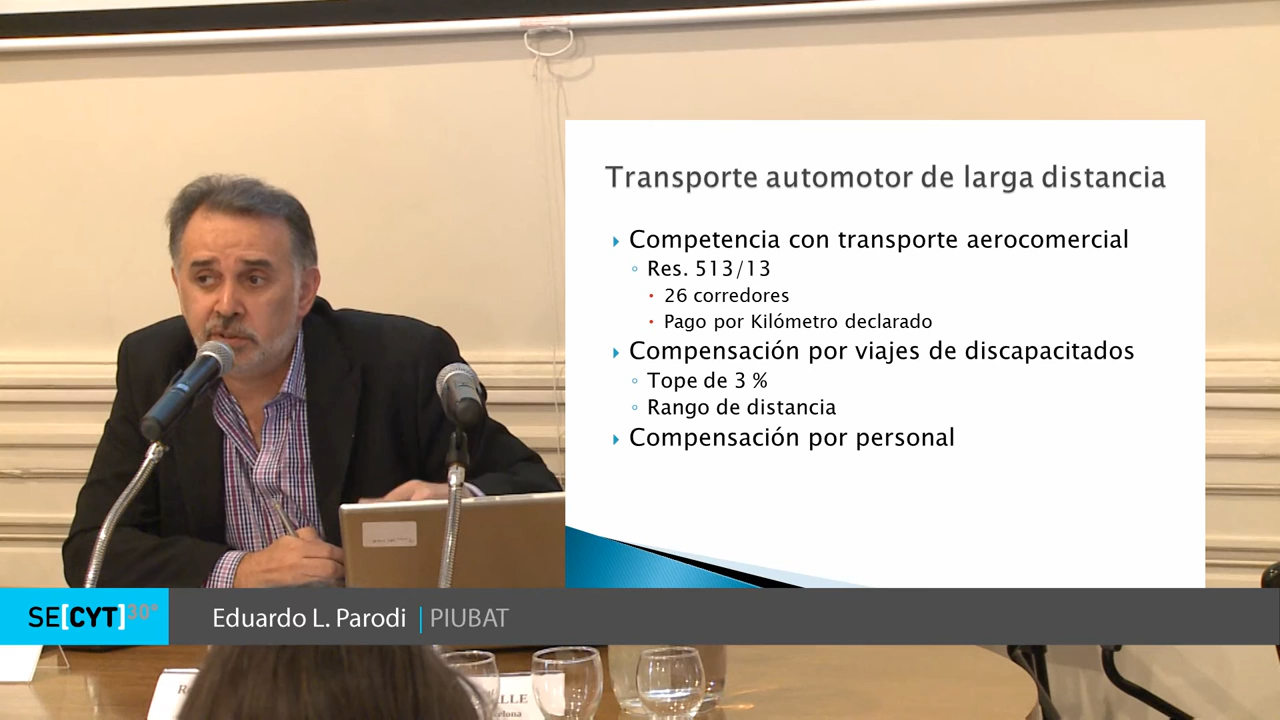 Transporte automotor de larga distancia
Competencia con transporte aerocomercial
Res. 513/13
26 corredores
Pago por Kilómetro declarado
Compensación por viajes de discapacitados
Tope de 3 %
Rango de distancia
Compensación por personal
SE[CYT]30°
Eduardo L. Parodi | PIUBAT